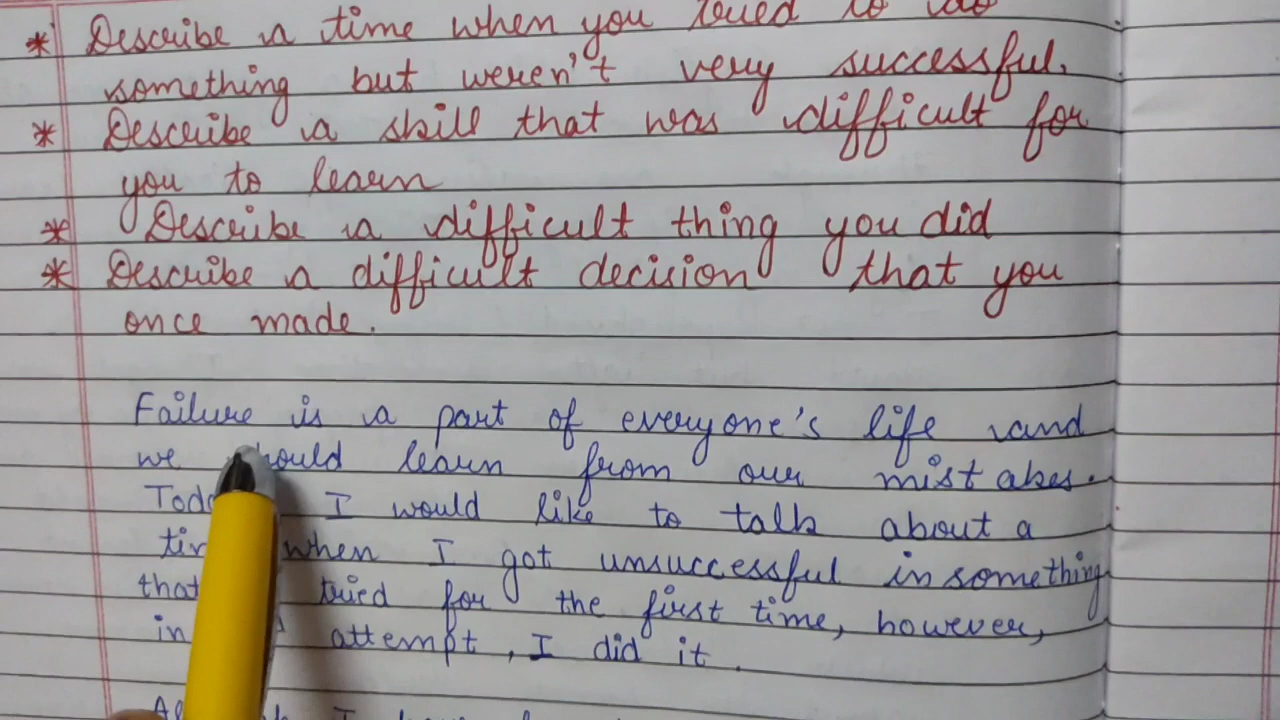 * Describe a time when you tried to do
something but weren't very successful.
* Describe a skill that was difficult for
you to learn
* Describe a difficult thing you did
* Describe a difficult decision that you
once made.
Failure is a part of everyone's life and
we should learn from our mistakes.
I would like to talk about a
when I got unsuccessful in something
that tried for the first time, however,
in attempt, I did it.